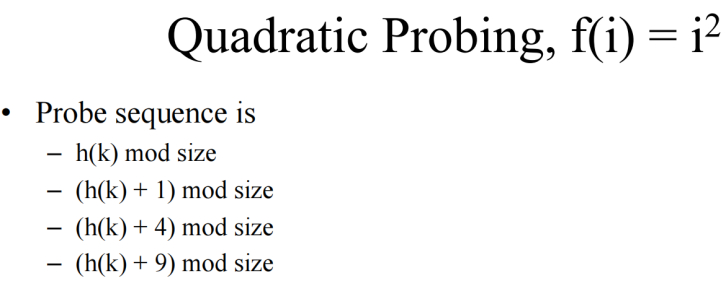 Quadratic Probing, f(i) = i²
• Probe sequence is
– h(k) mod size
– (h(k) + 1) mod size
– (h(k) + 4) mod size
– (h(k) + 9) mod size